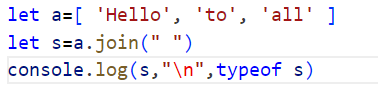 let a=[ 'Hello', 'to', 'all' ]
let s=a.join(" ")
console.log(s,"\n",typeof s)